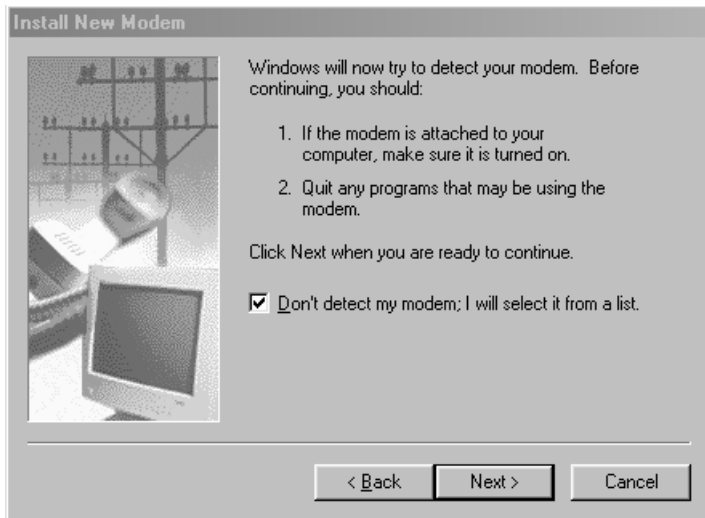 Install New Modem
Windows will now try to detect your modem. Before
continuing, you should:
1. If the modem is attached to your
computer, make sure it is turned on.
2. Quit any programs that may be using the
modem.
Click Next when you are ready to continue.
Don't detect my modem; I will select it from a list.
< Back Next > Cancel